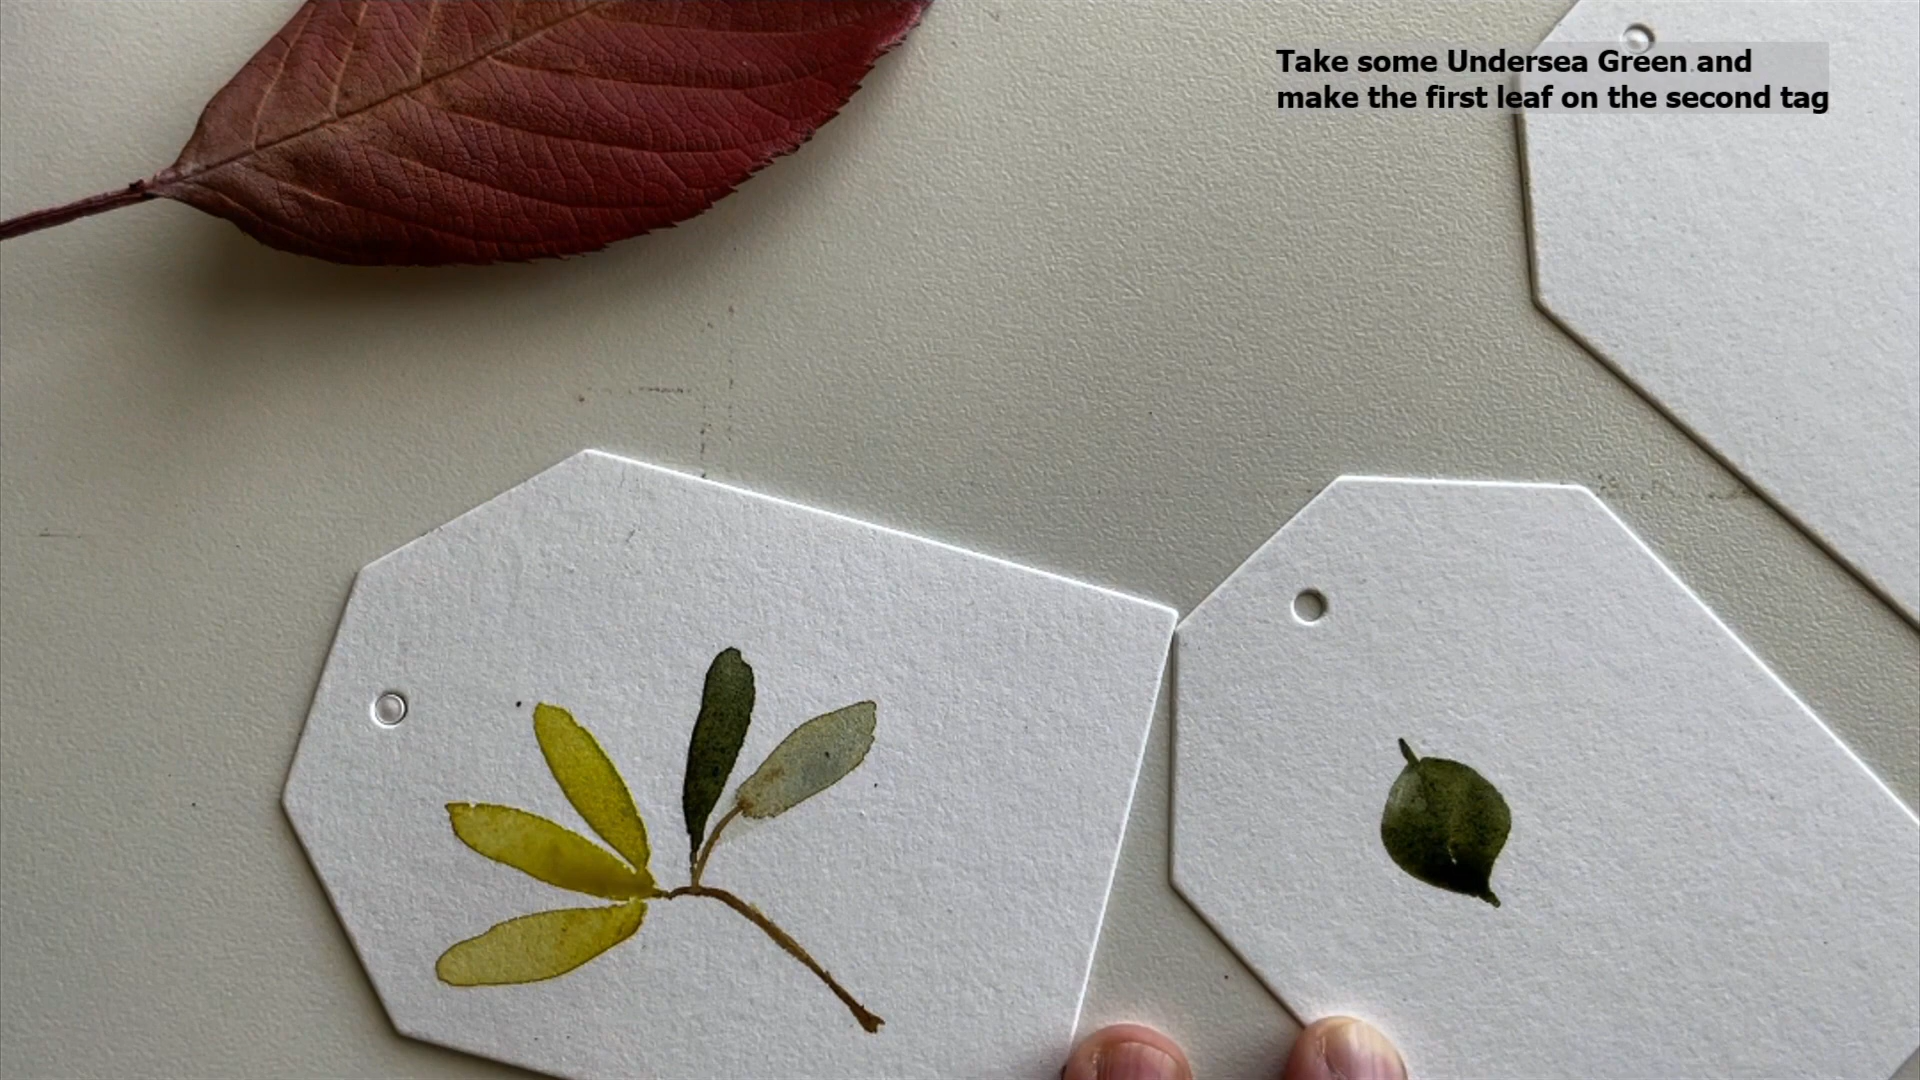 Take some Undersea Green and
make the first leaf on the second tag